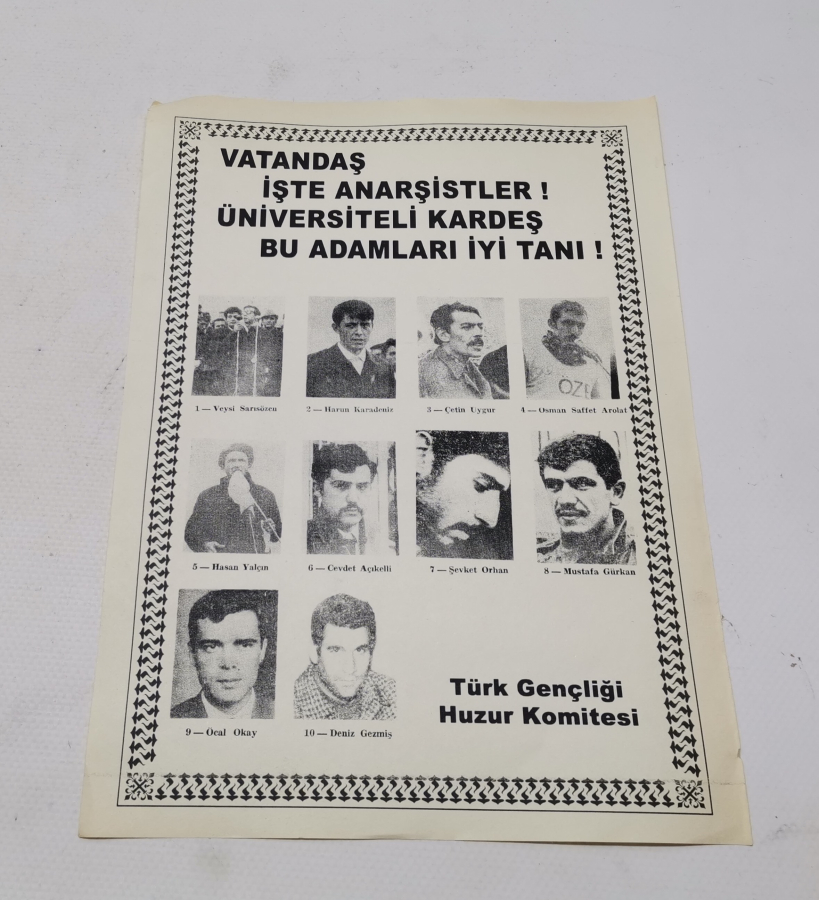 VATANDAŞ
İŞTE ANARŞİSTLER !
ÜNİVERSİTELİ KARDEŞ
BU ADAMLARI İYİ TANI !
OZE
1 — Veysi Sarısözen
2 — Harun Karadeniz
3 — Çetin Uygur
4 — Osman Saffet Arolat
5 — Hasan Yalçın
6 — Cevdet Açıkelli
7 — Şevket Orhan
8 — Mustafa Gürkan
9 — Öcal Okay
10 — Deniz Gezmiş
Türk Gençliği
Huzur Komitesi